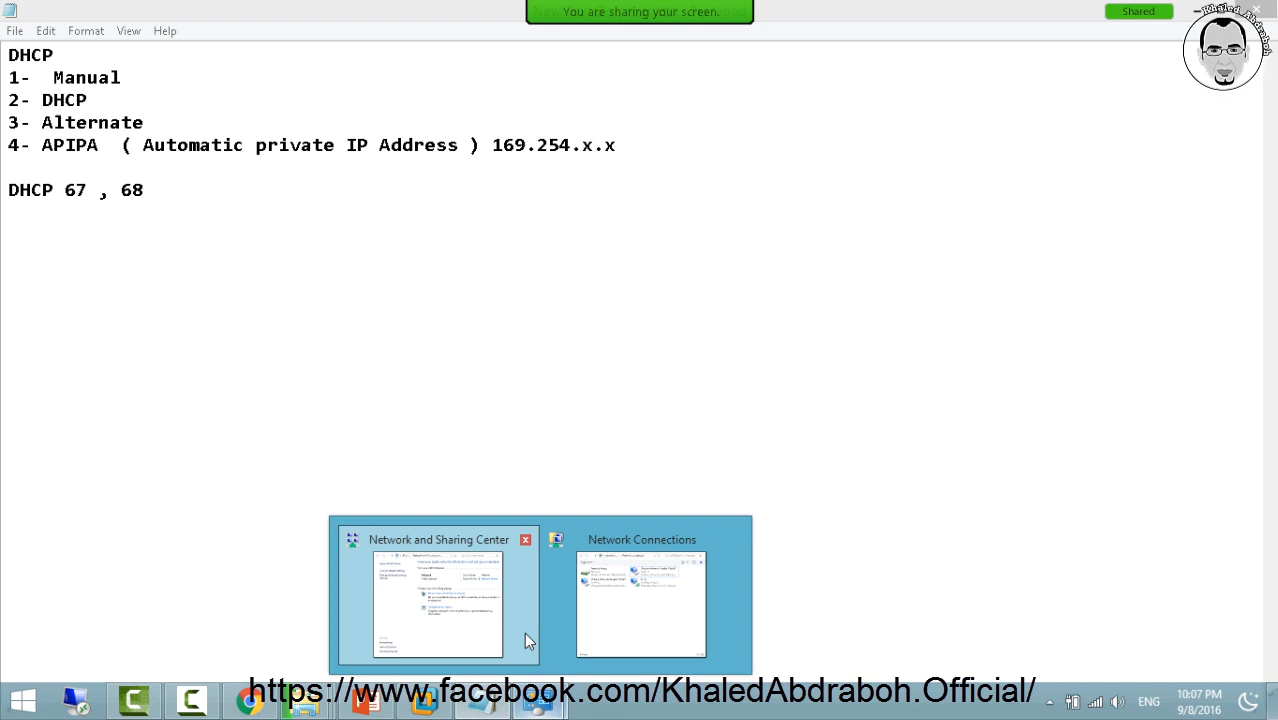 You are sharing your screen.
Shared
Khaled Abdraboh
File Edit Format View Help
DHCP
1- Manual
2- DHCP
3- Alternate
4- APIPA ( Automatic private IP Address ) 169.254.x.x
DHCP 67 , 68
Network and Sharing Center
Network Connections
https://www.facebook.com/KhaledAbdraboh.Official/
ENG
10:07 PM
9/8/2016